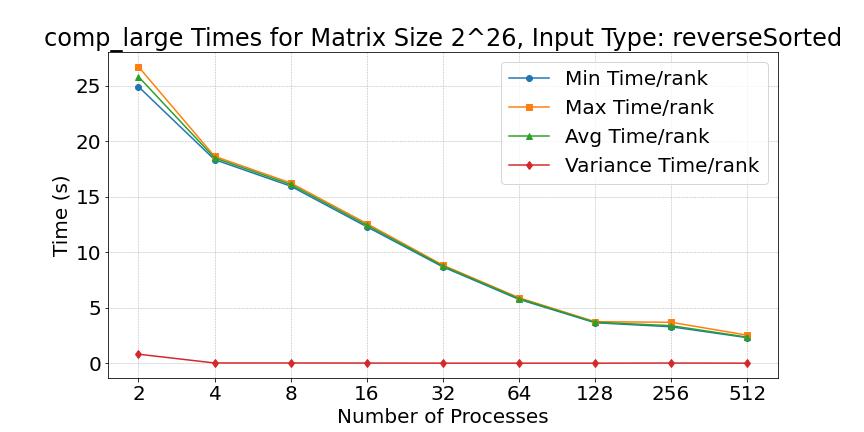 comp_large Times for Matrix Size 2^26, Input Type: reverseSorted
Min Time/rank
Max Time/rank
Avg Time/rank
Variance Time/rank
Time (s)
25
20
15
10
5
0
2 4 8 16 32 64 128 256 512
Number of Processes